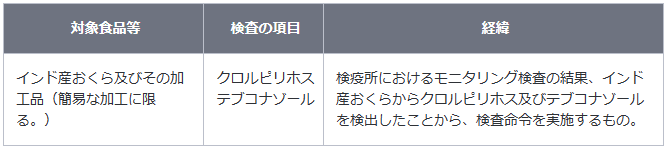 対象食品等
検査の項目
経緯
インド産おくら及びその加
工品（簡易な加工に限
る。）
クロルピリホス
テブコナゾール
検疫所におけるモニタリング検査の結果、インド
産おくらからクロルピリホス及びテブコナゾール
を検出したことから、検査命令を実施するもの。